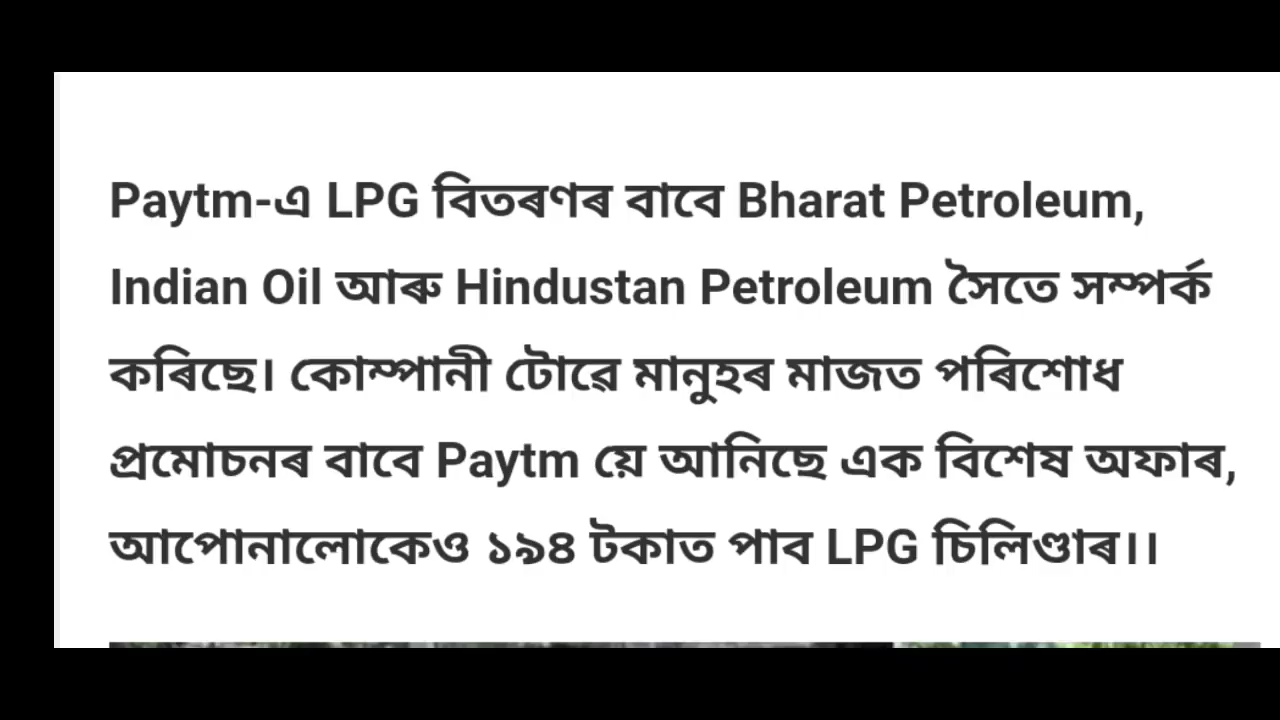 Paytm-এ LPG বিতৰণৰ বাবে Bharat Petroleum,
Indian Oil আৰু Hindustan Petroleum সৈতে সম্পৰ্ক
কৰিছে। কোম্পানী টোৱে মানুহৰ মাজত পৰিশোধ
প্ৰমোচনৰ বাবে Paytm য়ে আনিছে এক বিশেষ অফাৰ,
আপোনালোকেও ১৯৪ টকাত পাব LPG চিলিণ্ডাৰ।।